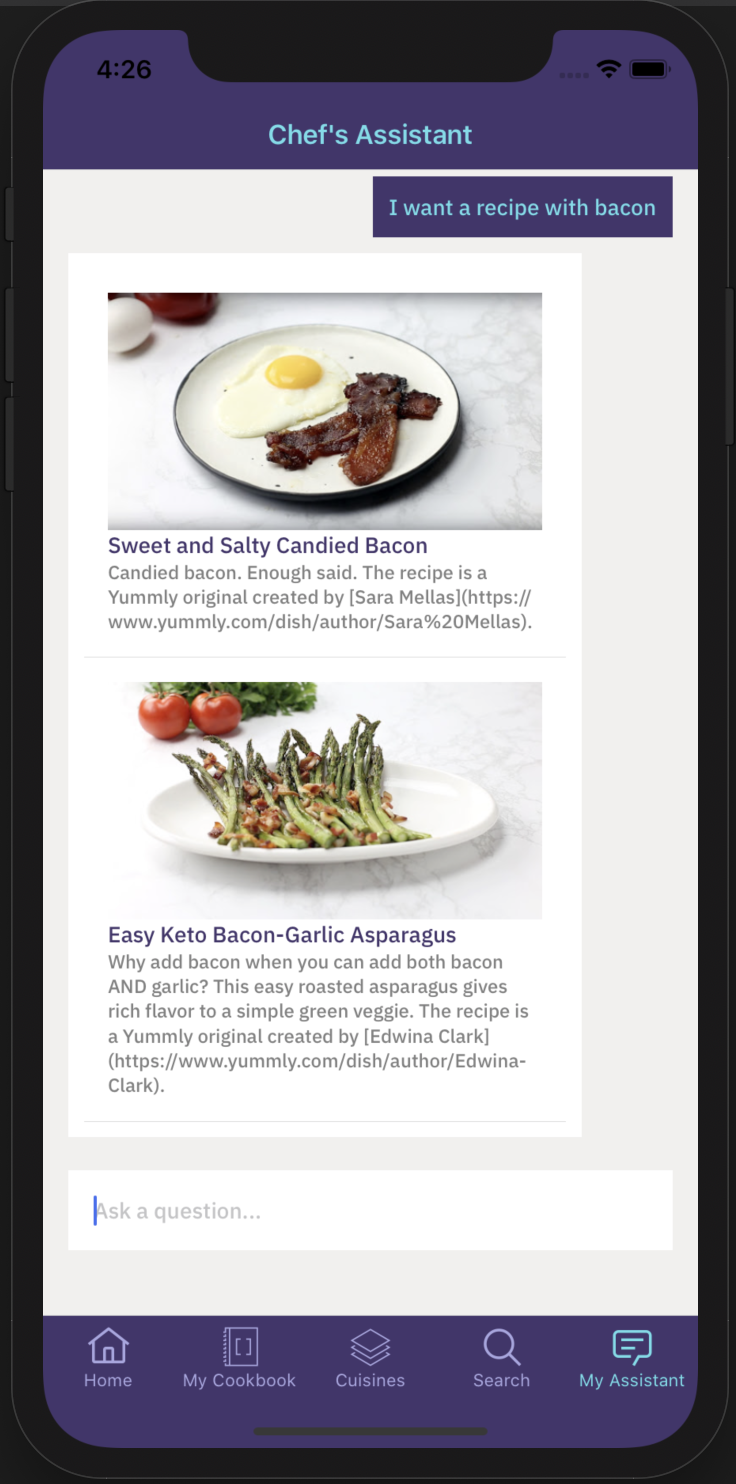 4:26
Chef's Assistant
I want a recipe with bacon
Sweet and Salty Candied Bacon
Candied bacon. Enough said. The recipe is a
Yummly original created by [Sara Mellas](https://
www.yummly.com/dish/author/Sara%20Mellas).
Easy Keto Bacon-Garlic Asparagus
Why add bacon when you can add both bacon
AND garlic? This easy roasted asparagus gives
rich flavor to a simple green veggie. The recipe is
a Yummly original created by [Edwina Clark]
(https://www.yummly.com/dish/author/Edwina-
Clark).
Ask a question...
Home
My Cookbook
Cuisines
Search
My Assistant